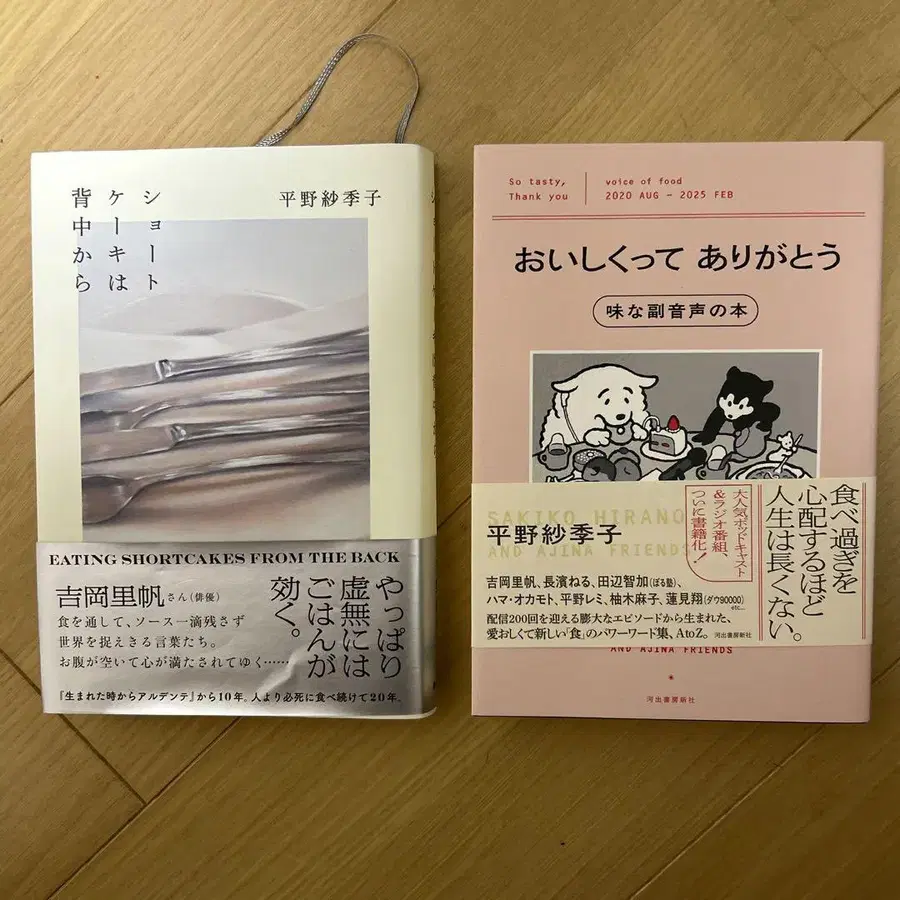 ショート
ケーキは
背中から
平野紗季子
EATING SHORTCAKES FROM THE BACK
やっぱり
虚無には
ごはんが
効く。
吉岡里帆さん(俳優)
食を通して、ソース一滴残さず
世界を捉えきる言葉たち。
お腹が空いて心が満たされてゆく……
『生まれた時からアルデンテ』から10年。人より必死に食べ続けて20年。
So tasty,
Thank you
voice of food
2020 AUG – 2025 FEB
おいしくって ありがとう
味な副音声の本
食べ過ぎを
心配するほど
人生は長くない。
大人気ポッドキャスト
&ラジオ番組、
ついに書籍化!
SAKIKO HIRANO
平野紗季子
AND AJINA FRIENDS
吉岡里帆、長濱ねる、田辺智加(ぼる塾)、
ハマ・オカモト、平野レミ、柚木麻子、蓮見翔(ダウ90000)
etc...
配信200回を迎える膨大なエピソードから生まれた、
愛おしくて新しい「食」のパワーワード集、A to Z。
河出書房新社
AND AJINA FRIENDS
河出書房新社